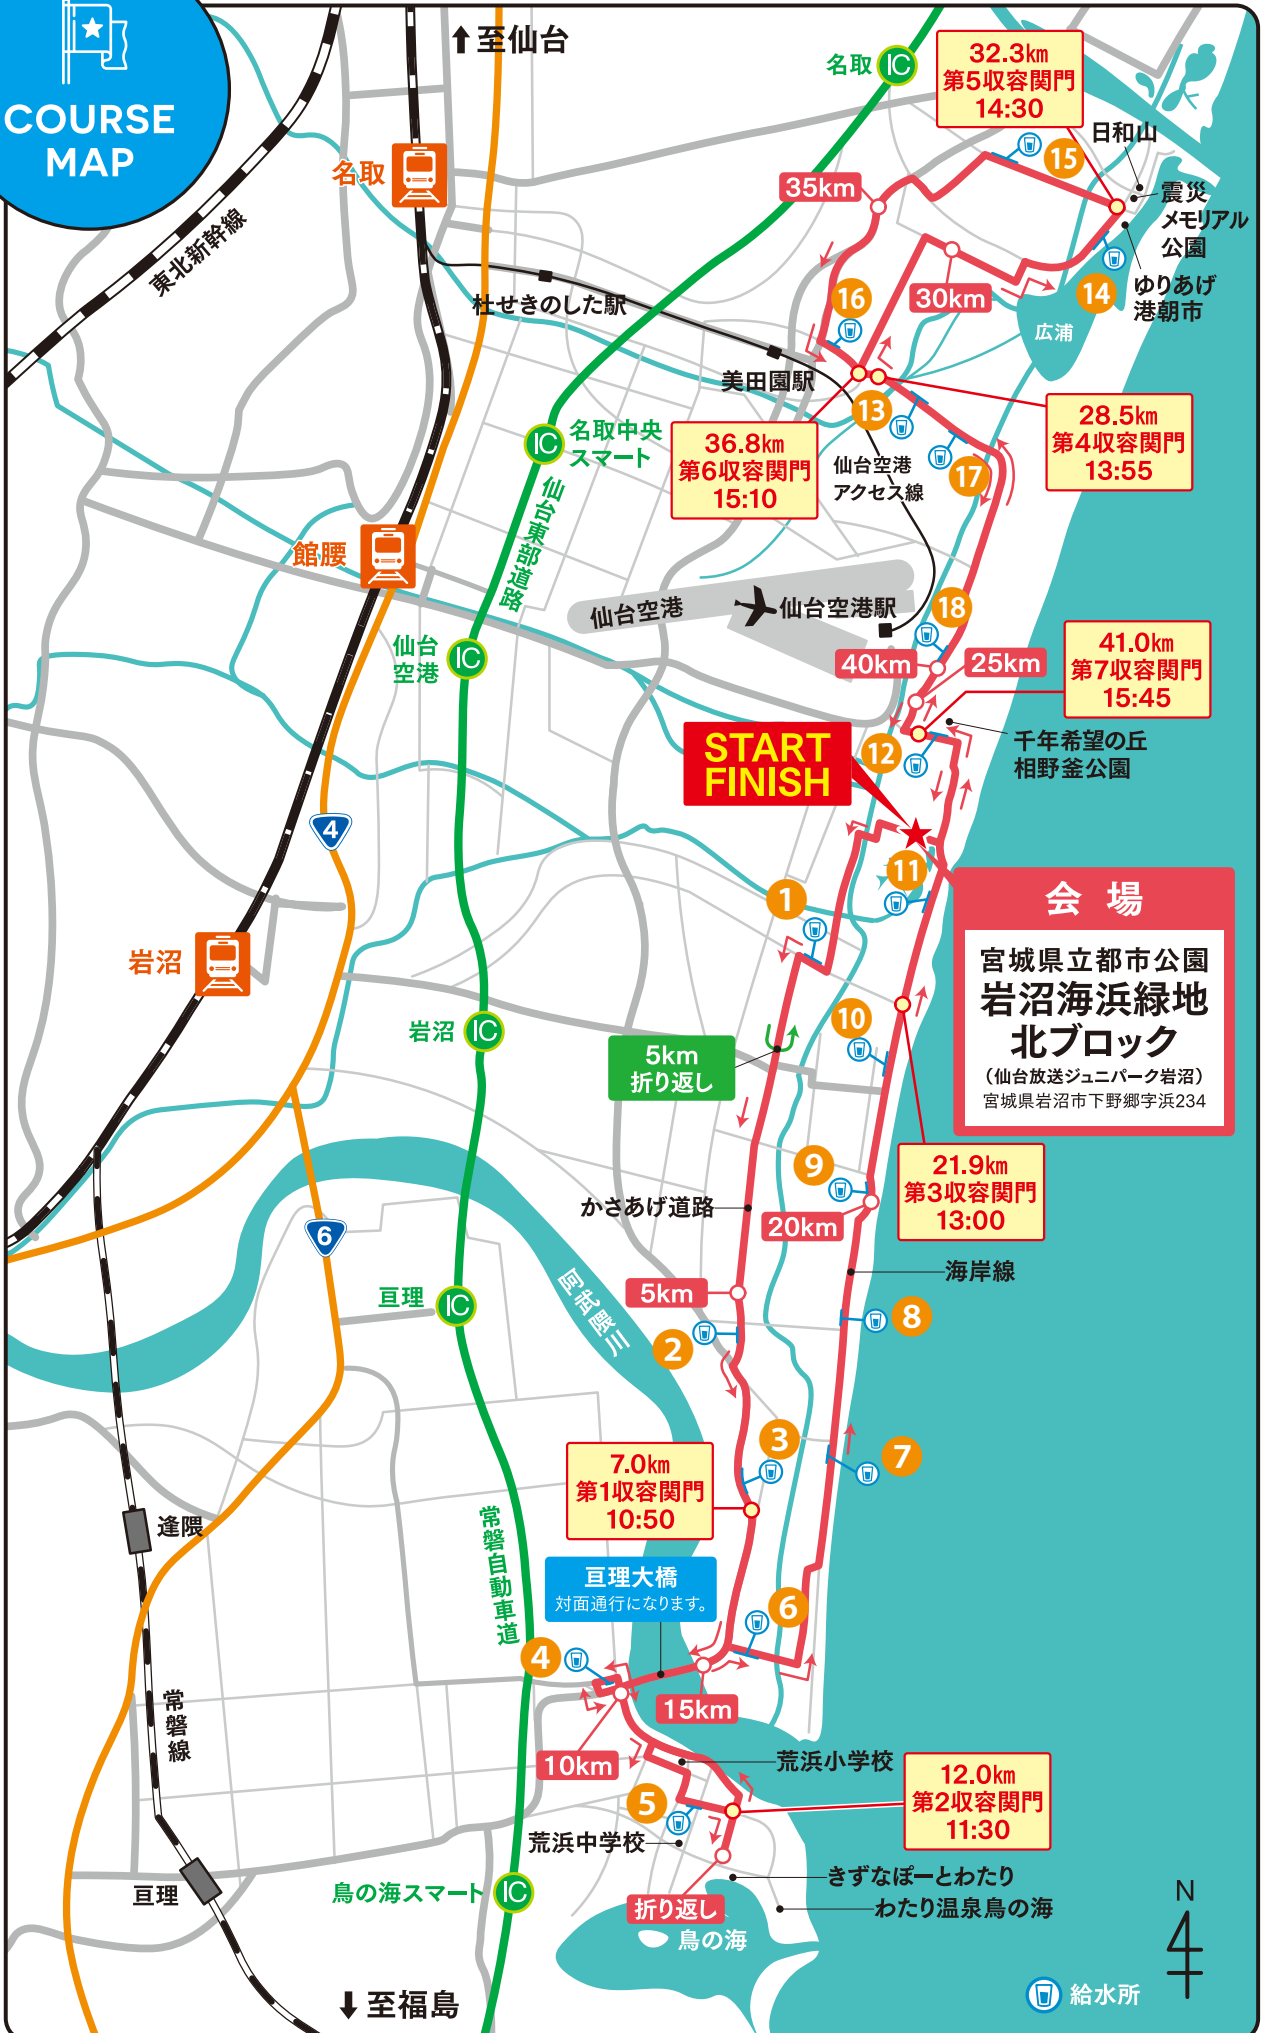 COURSE
MAP
至仙台
名取
IC
32.3km
第5収容関門
14:30
日和山
15
震災
メモリアル
公園
名取
35km
東北新幹線
杜せきのした駅
16
30km
14
ゆりあげ
港朝市
広浦
美田園駅
13
28.5km
第4収容関門
13:55
IC
名取中央
スマート
36.8km
第6収容関門
15:10
仙台空港
アクセス線
17
仙台東部道路
館腰
仙台空港
仙台空港駅
18
仙台
空港
IC
40km
25km
41.0km
第7収容関門
15:45
START
FINISH
12
千年希望の丘
相野釜公園
4
11
1
会場
宮城県立都市公園
岩沼海浜緑地
北ブロック
(仙台放送ジュニパーク岩沼)
宮城県岩沼市下野郷字浜234
岩沼
岩沼
IC
10
5km
折り返し
9
21.9km
第3収容関門
13:00
かさあげ道路
20km
6
海岸線
亘理
IC
阿武隈川
5km
8
2
3
7
7.0km
第1収容関門
10:50
逢隈
常磐自動車道
亘理大橋
対面通行になります。
6
4
常磐線
15km
10km
荒浜小学校
12.0km
第2収容関門
11:30
5
荒浜中学校
きずなぽーとわたり
亘理
鳥の海スマート
IC
折り返し
わたり温泉鳥の海
鳥の海
N
至福島
給水所